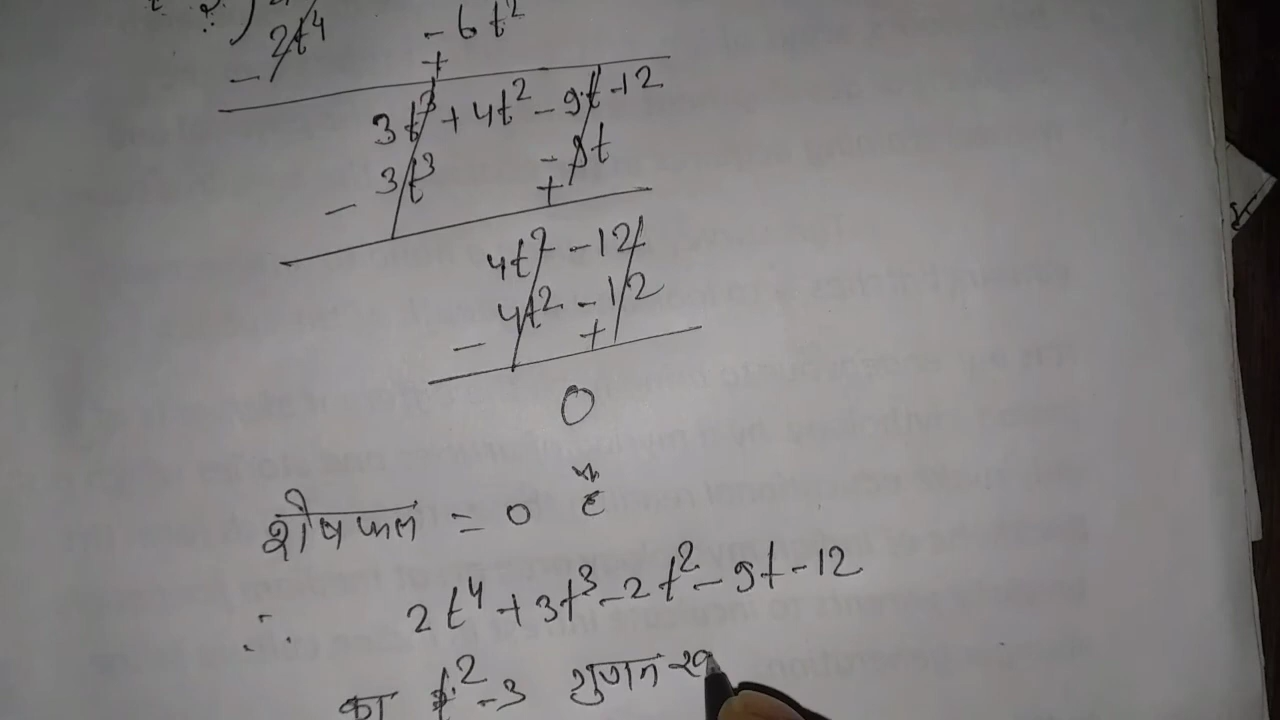 2t⁴ - 6t²
- +
3t³ + 4t² - 9t - 12
3t³ - 9t
- +
4t² - 12
4t² - 12
- +
0
शेषफल = 0 है
∴ 2t⁴ + 3t³ - 2t² - 9t - 12
का t² - 3 गुणनख